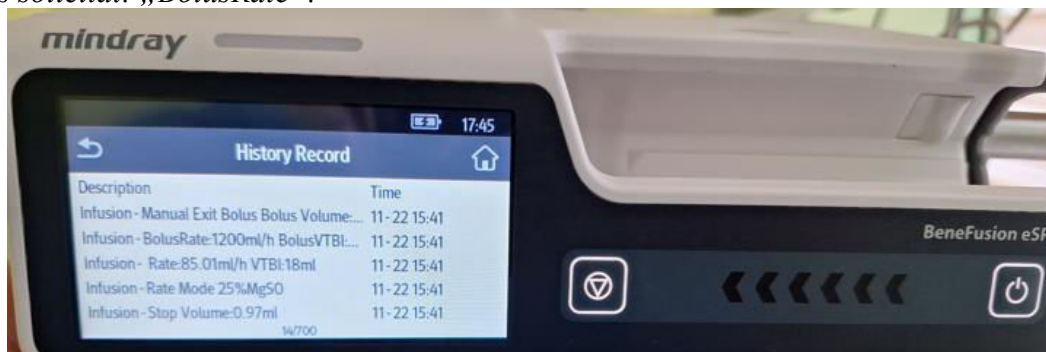 „BolusRate“.
mindray
17:45
History Record
Description Time
Infusion - Manual Exit Bolus Bolus Volume:... 11-22 15:41
Infusion - BolusRate:1200ml/h BolusVTBI:... 11-22 15:41
Infusion - Rate:85.01ml/h VTBI:18ml 11-22 15:41
Infusion - Rate Mode 25%MgSO 11-22 15:41
Infusion - Stop Volume:0.97ml 11-22 15:41
14/700
BeneFusion eSP